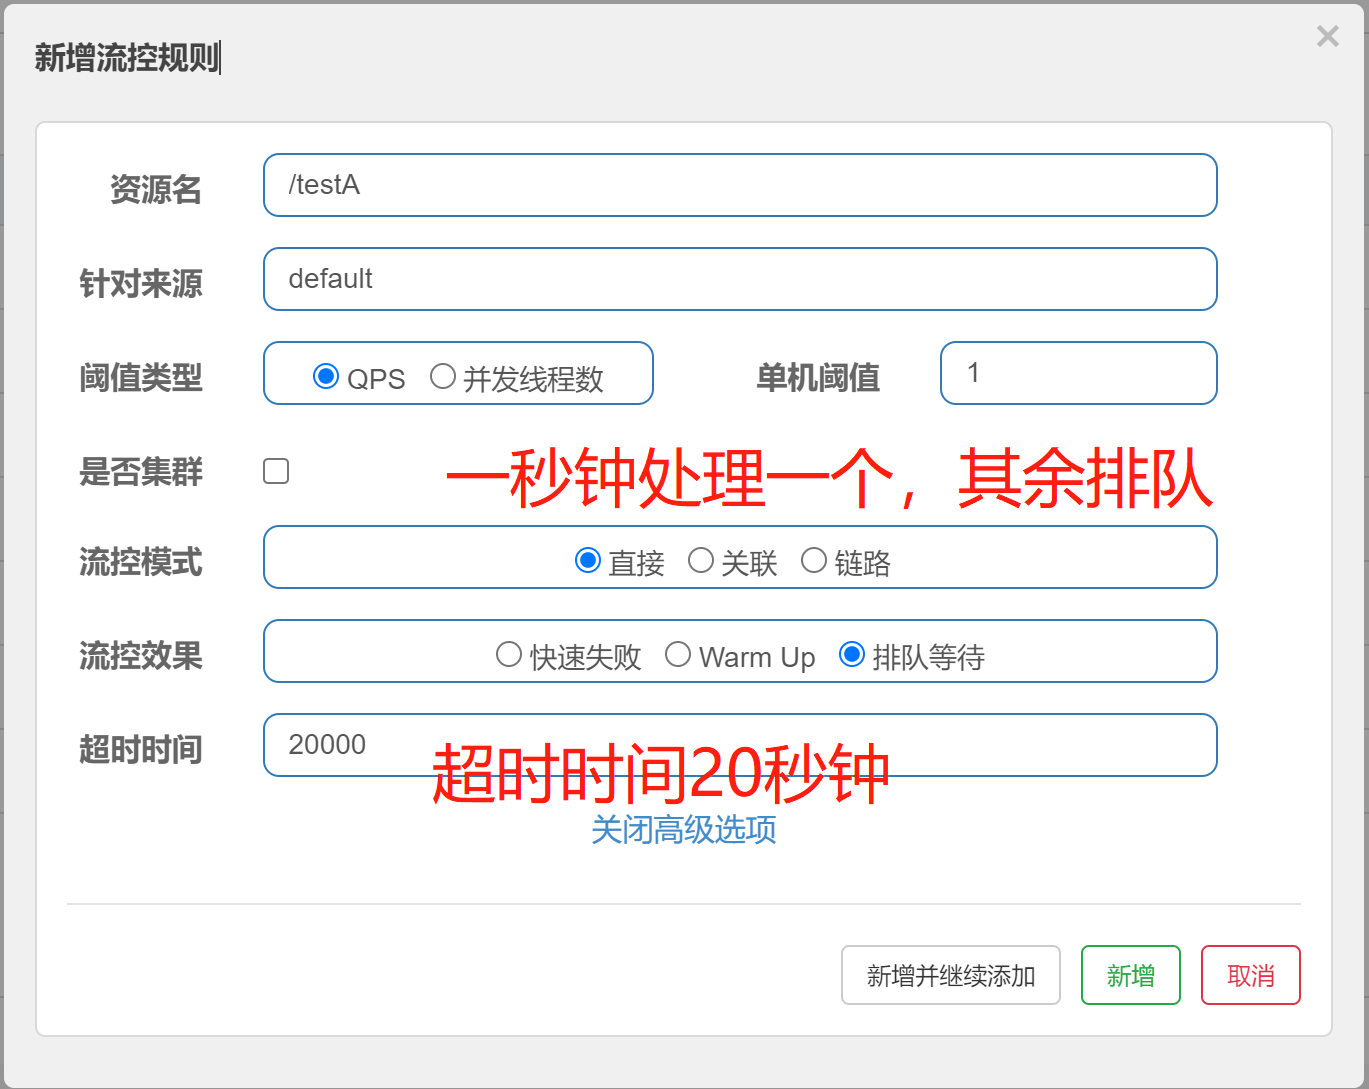 新增流控规则
×
资源名 /testA
针对来源 default
阈值类型 QPS 并发线程数 单机阈值 1
是否集群 一秒钟处理一个，其余排队
流控模式 直接 关联 链路
流控效果 快速失败 Warm Up 排队等待
超时时间 20000
超时时间20秒钟
关闭高级选项
新增并继续添加 新增 取消